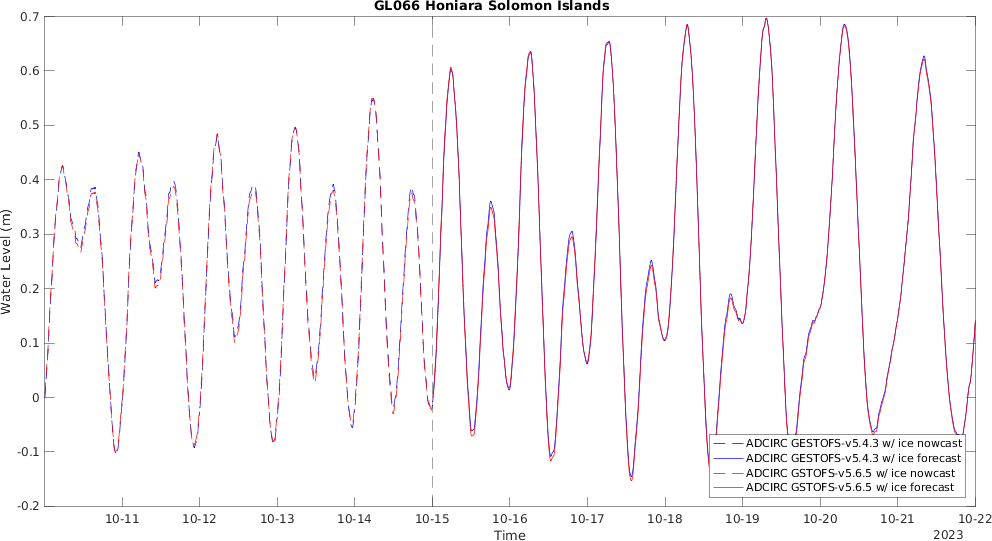 GL066 Honiara Solomon Islands
0.7
0.6
0.5
0.4
0.3
0.2
0.1
0
-0.1
-0.2
Water Level (m)
10-11 10-12 10-13 10-14 10-15 10-16 10-17 10-18 10-19 10-20 10-21 10-22
Time
2023
ADCIRC GESTOFS-v5.4.3 w/ ice nowcast
ADCIRC GESTOFS-v5.4.3 w/ ice forecast
ADCIRC GSTOFS-v5.6.5 w/ ice nowcast
ADCIRC GSTOFS-v5.6.5 w/ ice forecast